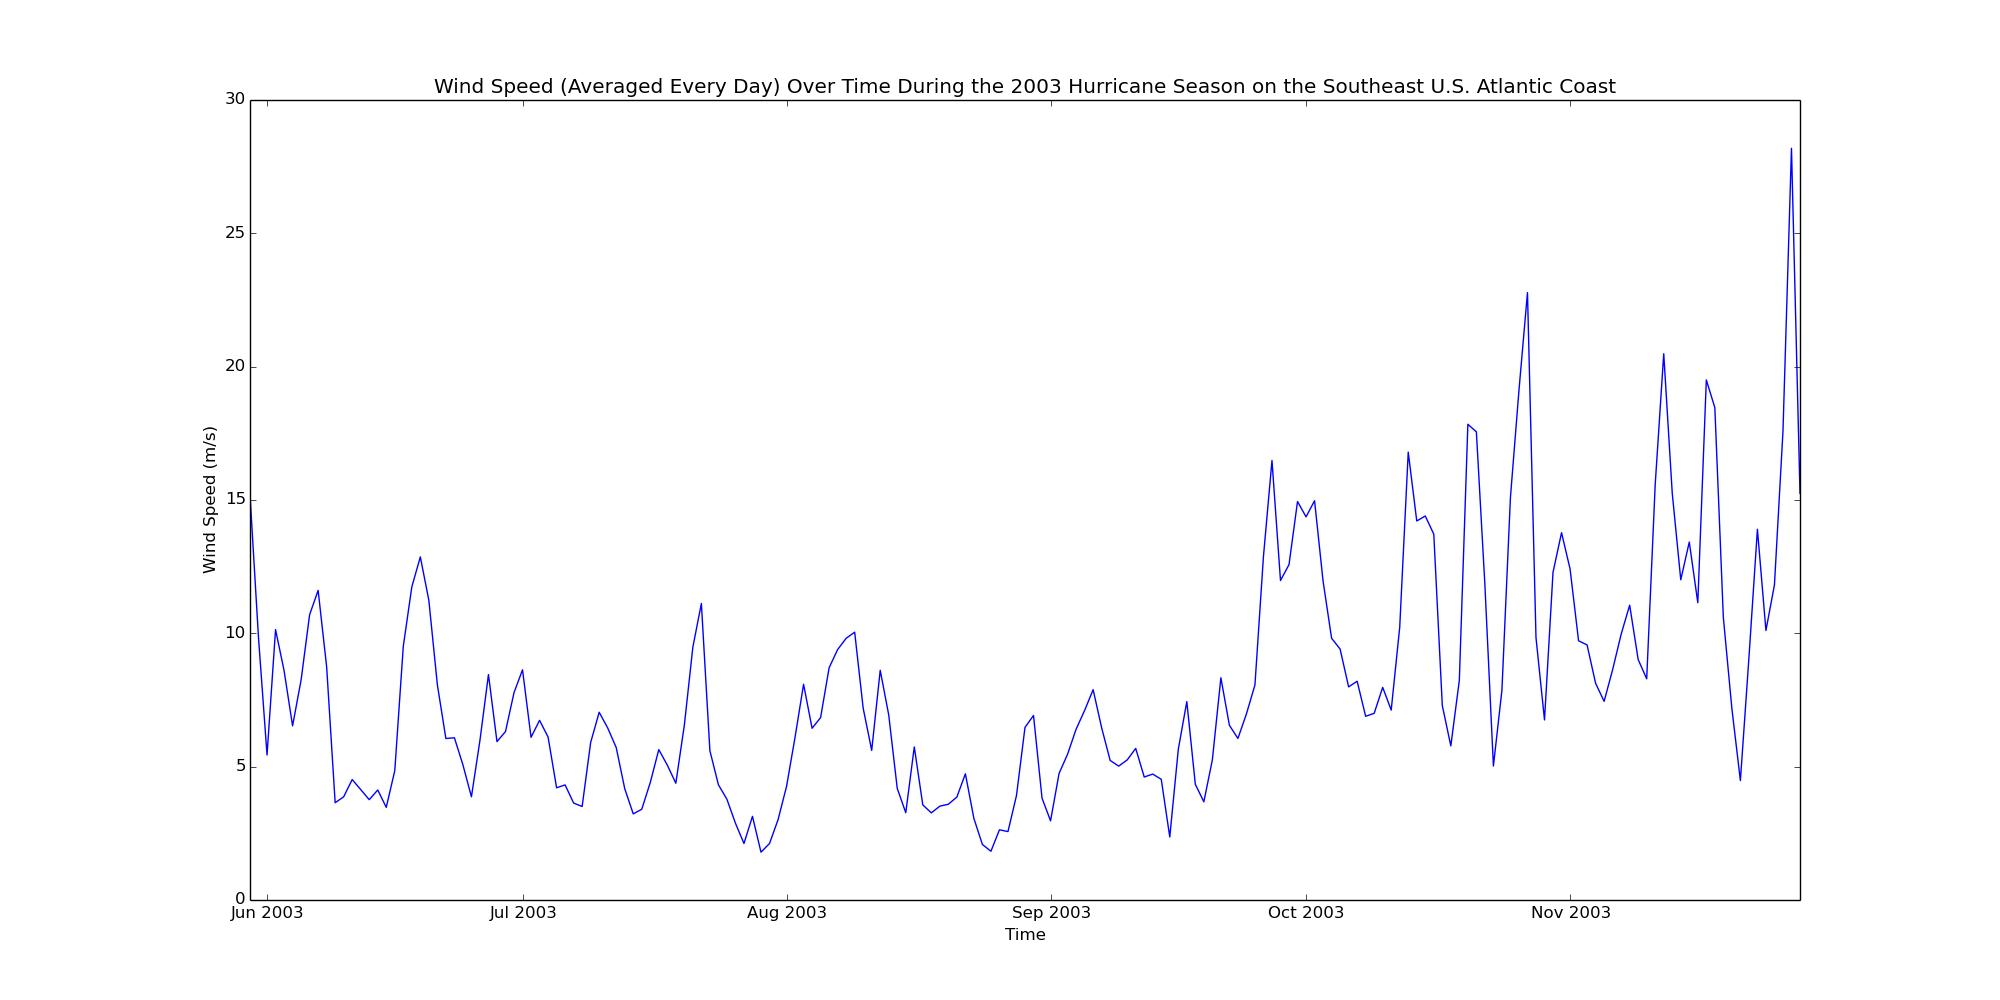 Wind Speed (Averaged Every Day) Over Time During the 2003 Hurricane Season on the Southeast U.S. Atlantic Coast
30
25
20
15
10
5
0
Wind Speed (m/s)
Jun 2003 Jul 2003 Aug 2003 Sep 2003 Oct 2003 Nov 2003
Time